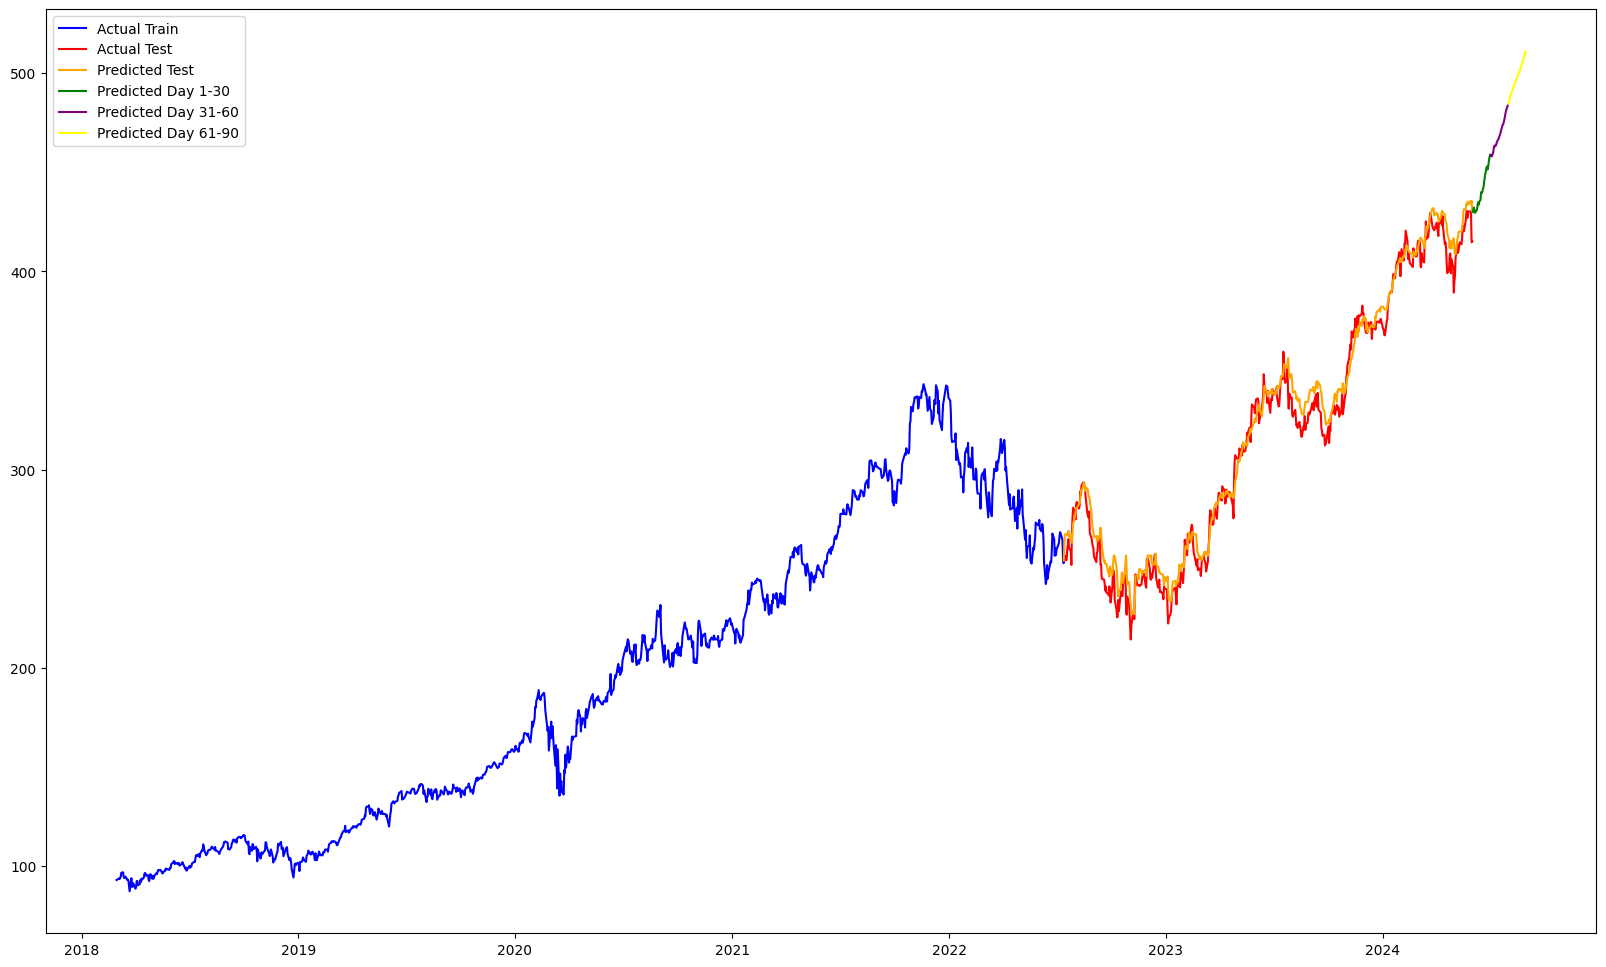 Actual Train
Actual Test
Predicted Test
Predicted Day 1-30
Predicted Day 31-60
Predicted Day 61-90
500
400
300
200
100
2018 2019 2020 2021 2022 2023 2024